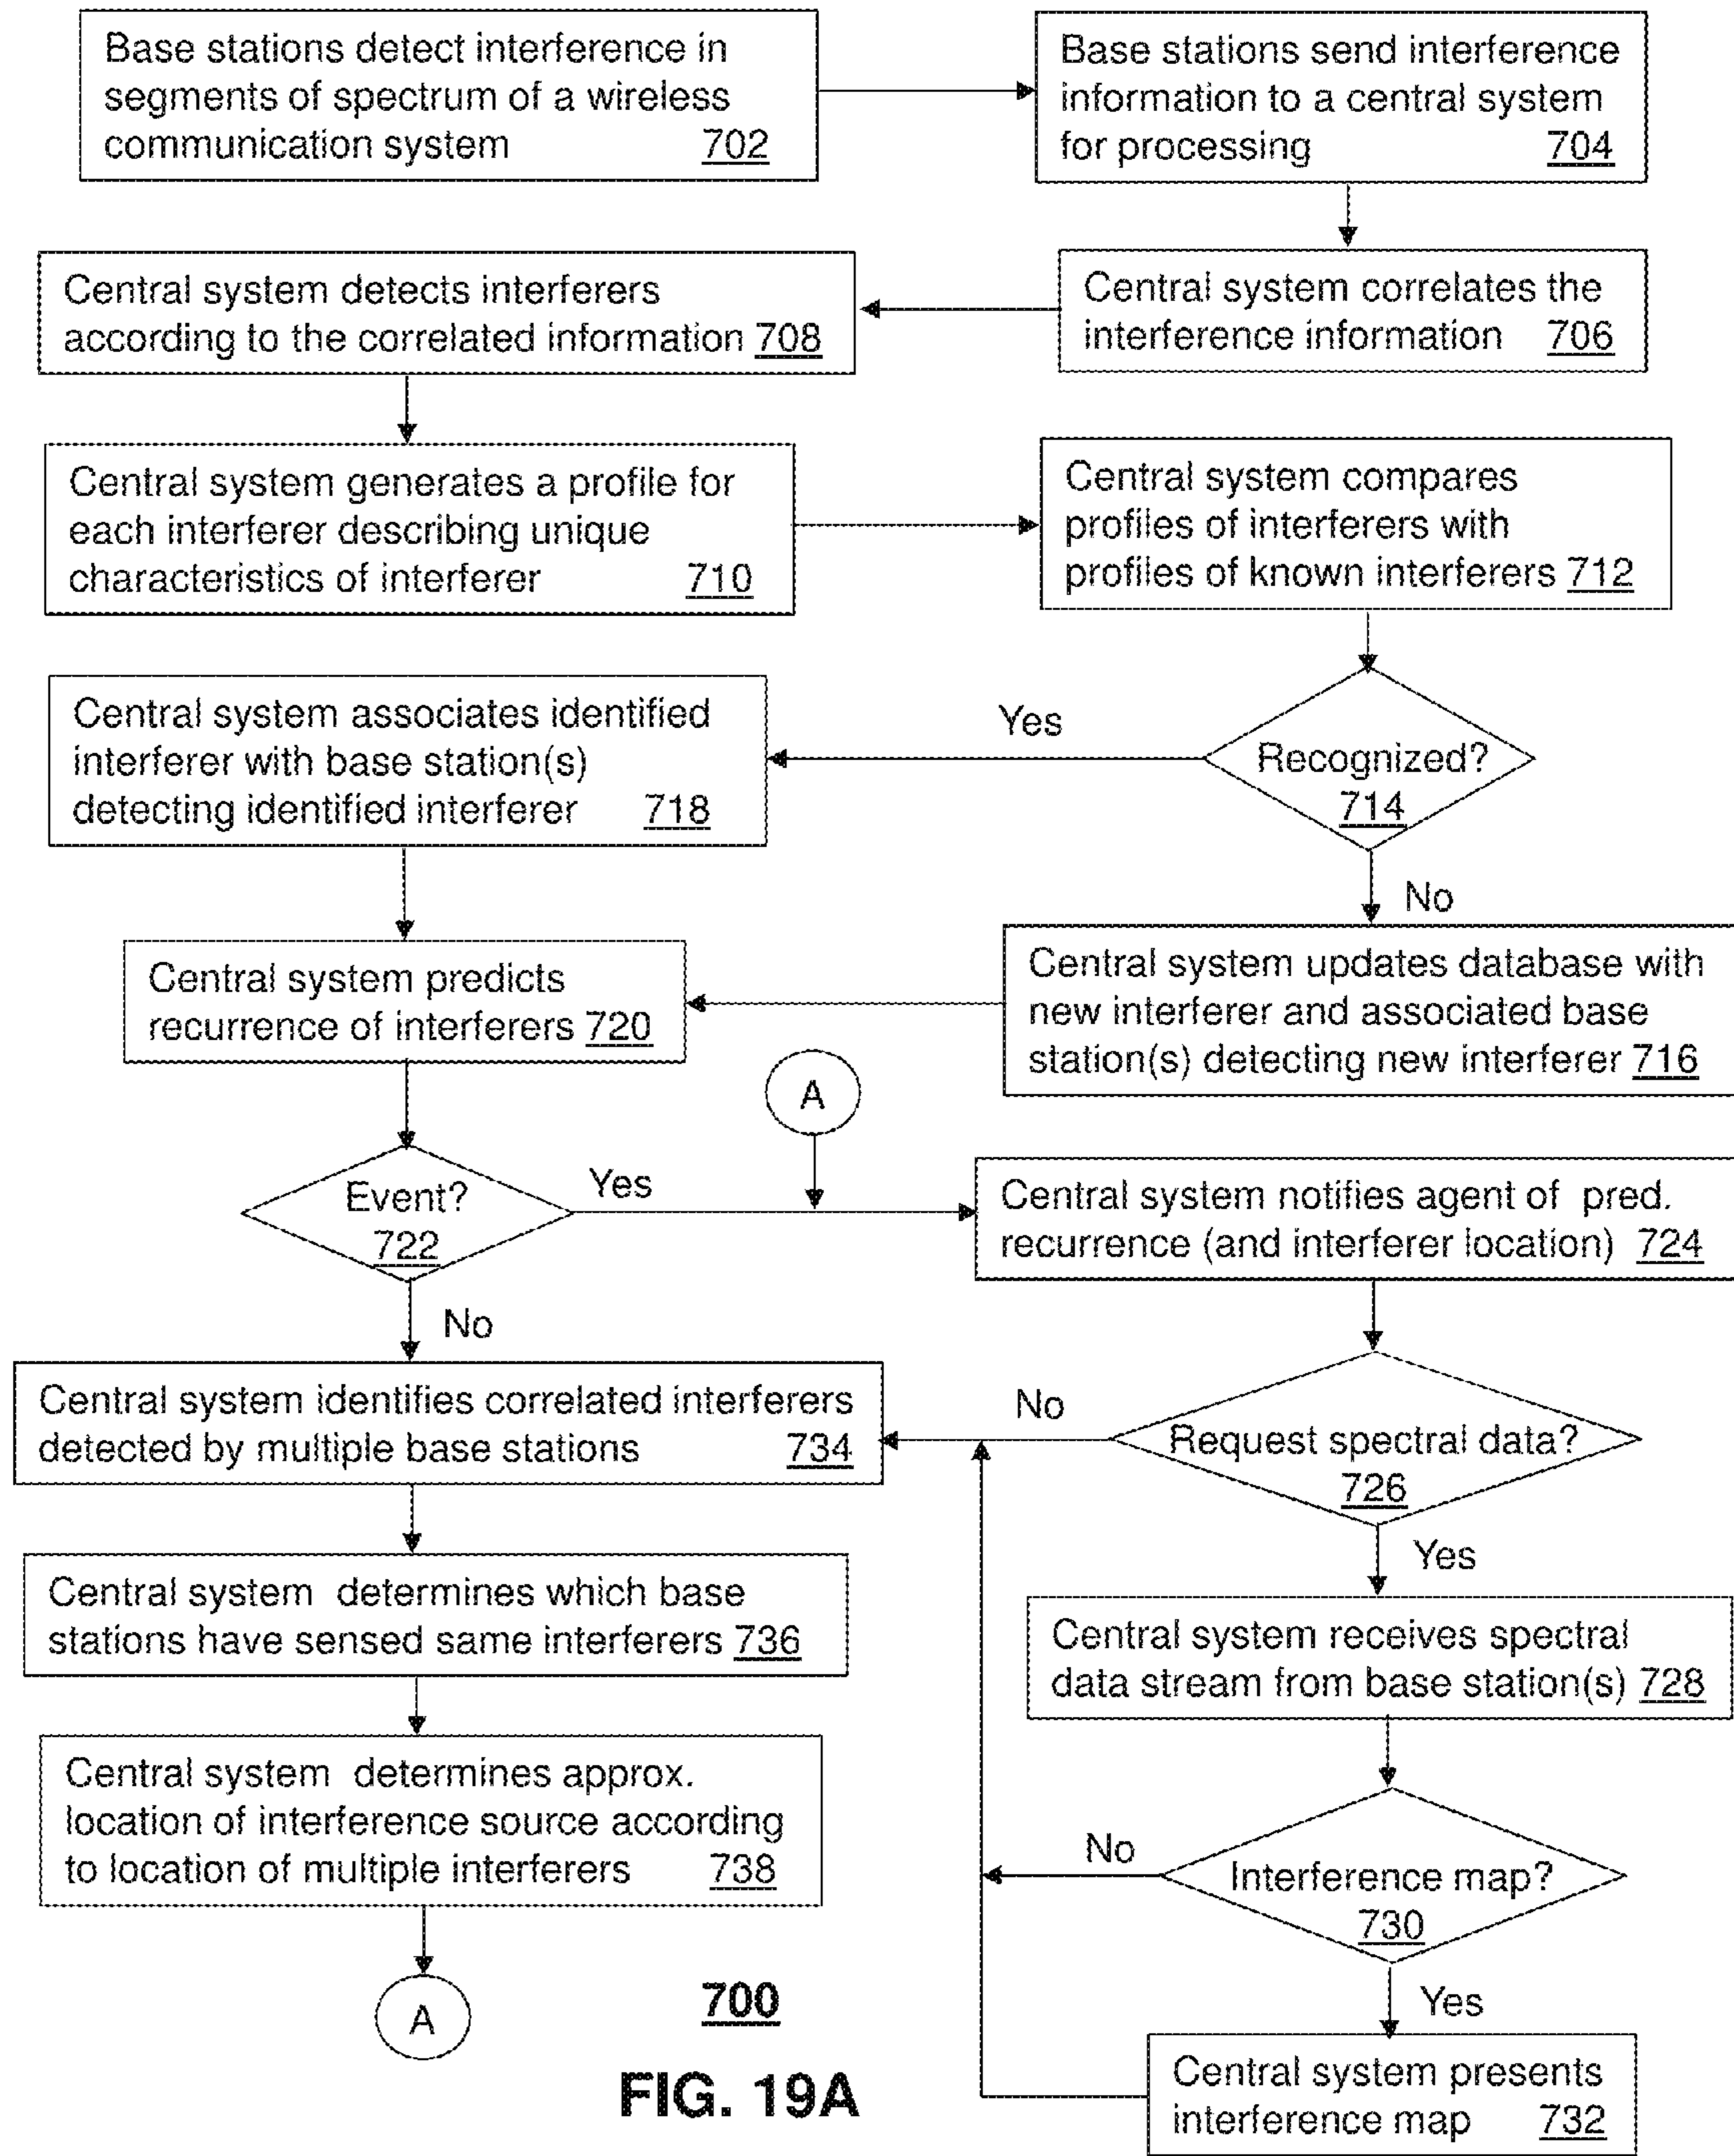 Base stations detect interference in
segments of spectrum of a wireless
communication system 702
Base stations send interference
information to a central system
for processing 704
Central system correlates the
interference information 706
Central system detects interferers
according to the correlated information 708
Central system generates a profile for
each interferer describing unique
characteristics of interferer 710
Central system compares
profiles of interferers with
profiles of known interferers 712
Recognized?
714
Yes
No
Central system associates identified
interferer with base station(s)
detecting identified interferer 718
Central system updates database with
new interferer and associated base
station(s) detecting new interferer 716
Central system predicts
recurrence of interferers 720
A
Event?
722
Yes
No
Central system notifies agent of pred.
recurrence (and interferer location) 724
Request spectral data?
726
No
Yes
Central system identifies correlated interferers
detected by multiple base stations 734
Central system determines which base
stations have sensed same interferers 736
Central system receives spectral
data stream from base station(s) 728
Central system determines approx.
location of interference source according
to location of multiple interferers 738
Interference map?
730
No
Yes
A
Central system presents
interference map 732
700
FIG. 19A